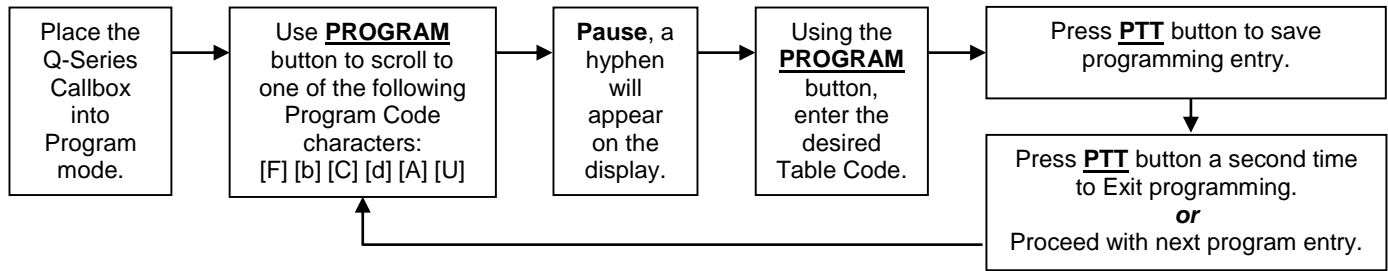 Place the
Q-Series
Callbox
into
Program
mode.
Use PROGRAM
button to scroll to
one of the following
Program Code
characters:
[F] [b] [C] [d] [A] [U]
Pause, a
hyphen
will
appear
on the
display.
Using the
PROGRAM
button,
enter the
desired
Table Code.
Press PTT button to save
programming entry.
Press PTT button a second time
to Exit programming.
or
Proceed with next program entry.